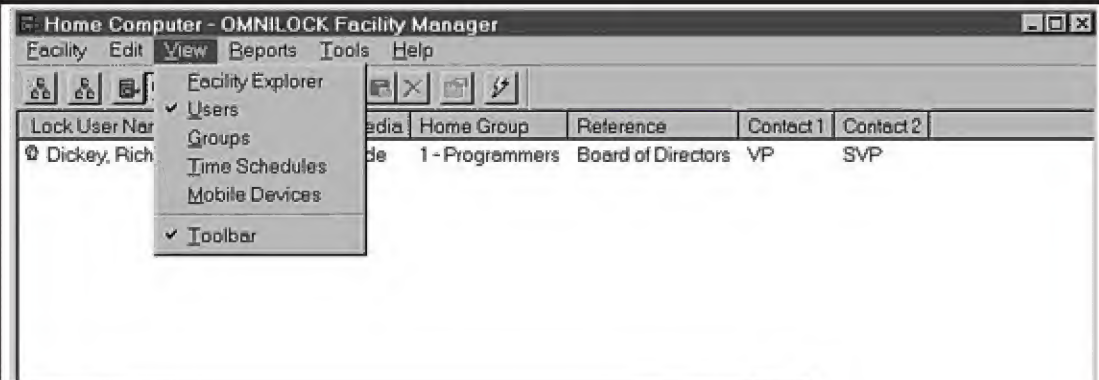 Home Computer - OMNILOCK Facility Manager
Facility Edit View Reports Tools Help
Facility Explorer
Users
Groups
Time Schedules
Mobile Devices
Toolbar
Lock User Nar edia Home Group Reference Contact 1 Contact 2
Dickey, Rich de 1 - Programmers Board of Directors VP SVP